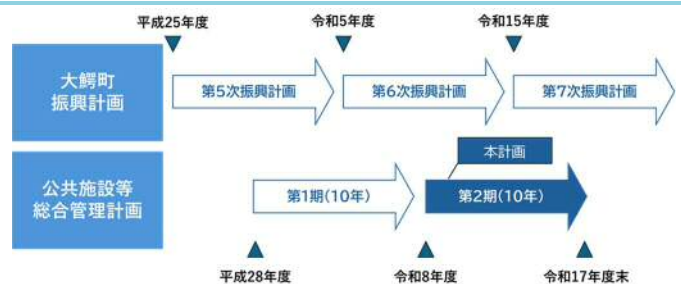 平成25年度
令和5年度
令和15年度
大鰐町
振興計画
第5次振興計画
第6次振興計画
第7次振興計画
本計画
公共施設等
総合管理計画
第1期(10年)
第2期(10年)
平成28年度
令和8年度
令和17年度末